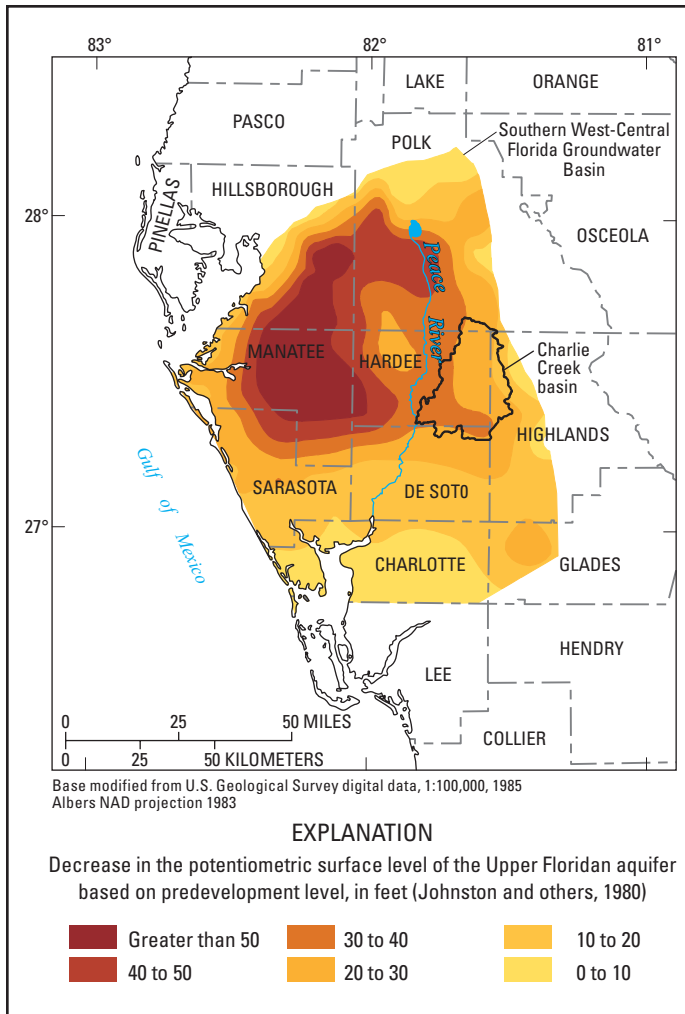 83°
82°
81°
LAKE
ORANGE
PASCO
POLK
Southern West-Central
Florida Groundwater
Basin
HILLSBOROUGH
PINELLAS
28°
OSCEOLA
Peace
River
MANATEE
HARDEE
Charlie
Creek
basin
HIGHLANDS
Gulf of Mexico
SARASOTA
DE SOTO
27°
CHARLOTTE
GLADES
HENDRY
LEE
COLLIER
0 25 50 MILES
0 25 50 KILOMETERS
Base modified from U.S. Geological Survey digital data, 1:100,000, 1985
Albers NAD projection 1983
EXPLANATION
Decrease in the potentiometric surface level of the Upper Floridan aquifer
based on predevelopment level, in feet (Johnston and others, 1980)
Greater than 50
30 to 40
10 to 20
40 to 50
20 to 30
0 to 10